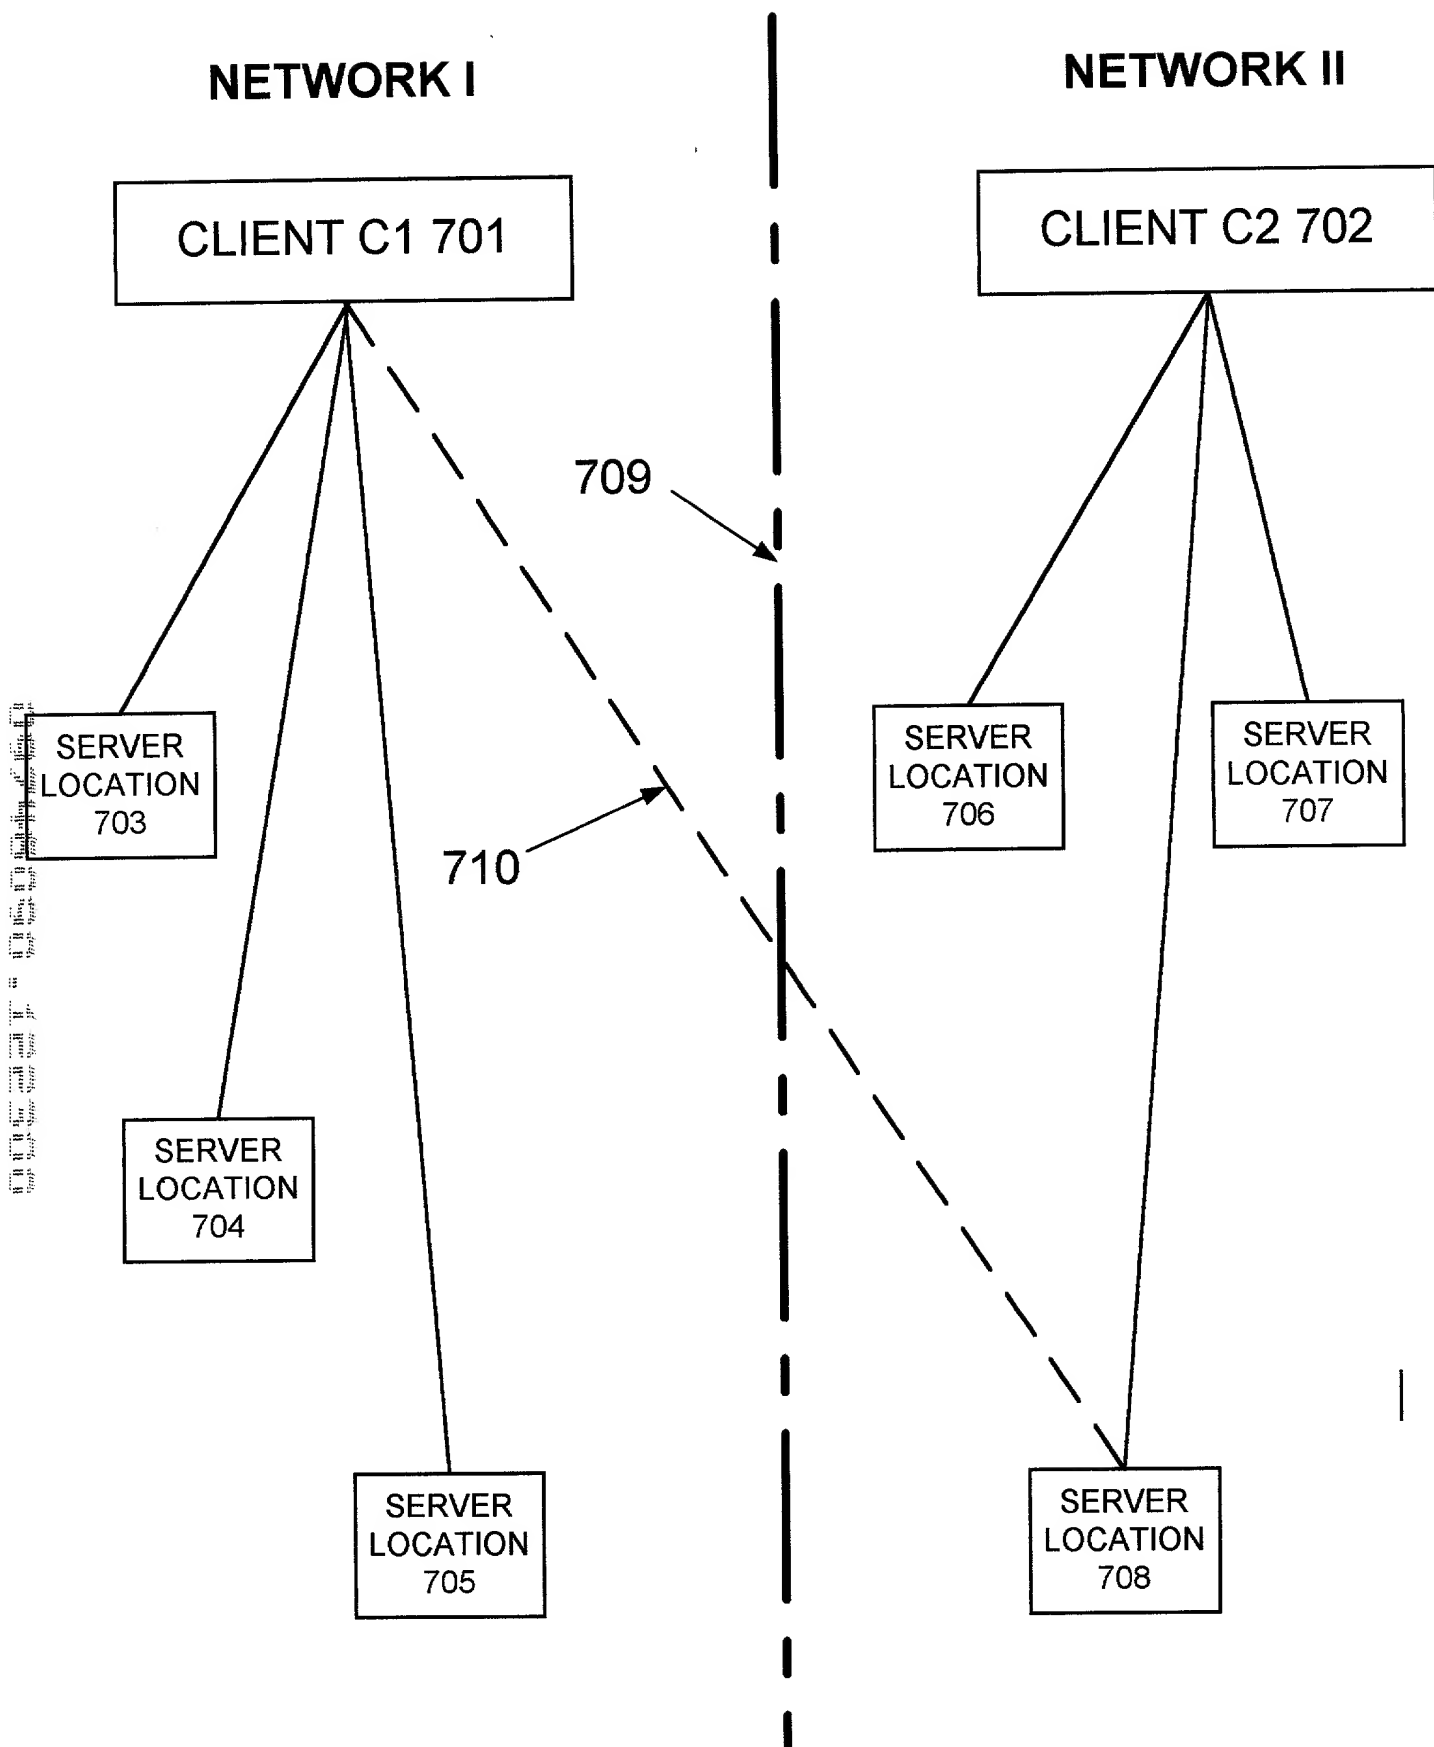 NETWORK I
NETWORK II
CLIENT C1 701
CLIENT C2 702
709
SERVER
LOCATION
703
710
SERVER
LOCATION
706
SERVER
LOCATION
707
SERVER
LOCATION
704
SERVER
LOCATION
705
SERVER
LOCATION
708